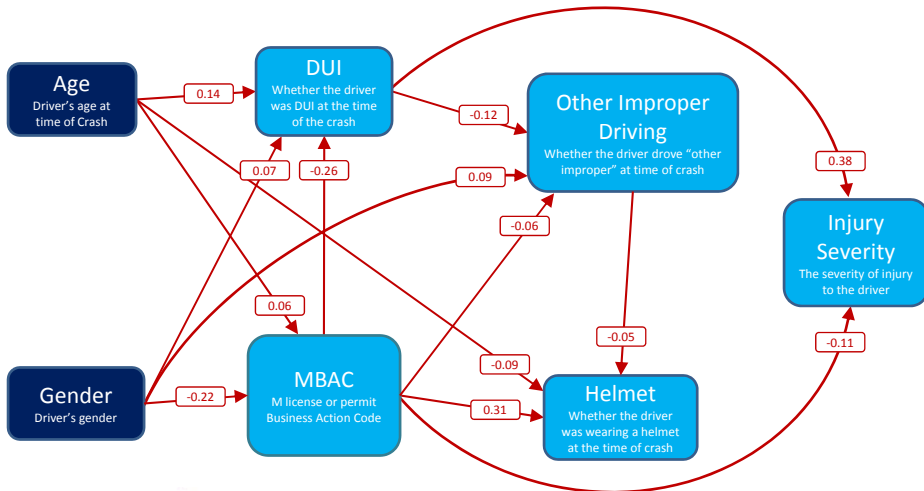 Age
Driver's age at
time of Crash
0.14
DUI
Whether the driver
was DUI at the time
of the crash
-0.12
Other Improper
Driving
Whether the driver drove "other
improper" at time of crash
0.38
0.07
-0.26
0.09
-0.06
Injury
Severity
The severity of injury
to the driver
0.06
-0.05
-0.11
-0.09
Gender
Driver's gender
-0.22
MBAC
M license or permit
Business Action Code
0.31
Helmet
Whether the driver
was wearing a helmet
at the time of crash